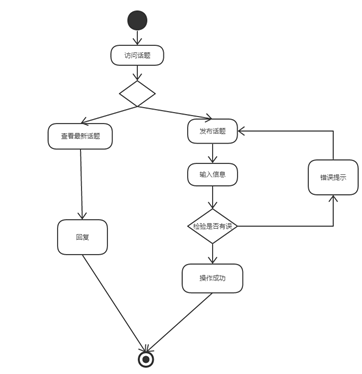 访问话题
查看最新话题
发布话题
输入信息
错误提示
检验是否有误
回复
操作成功